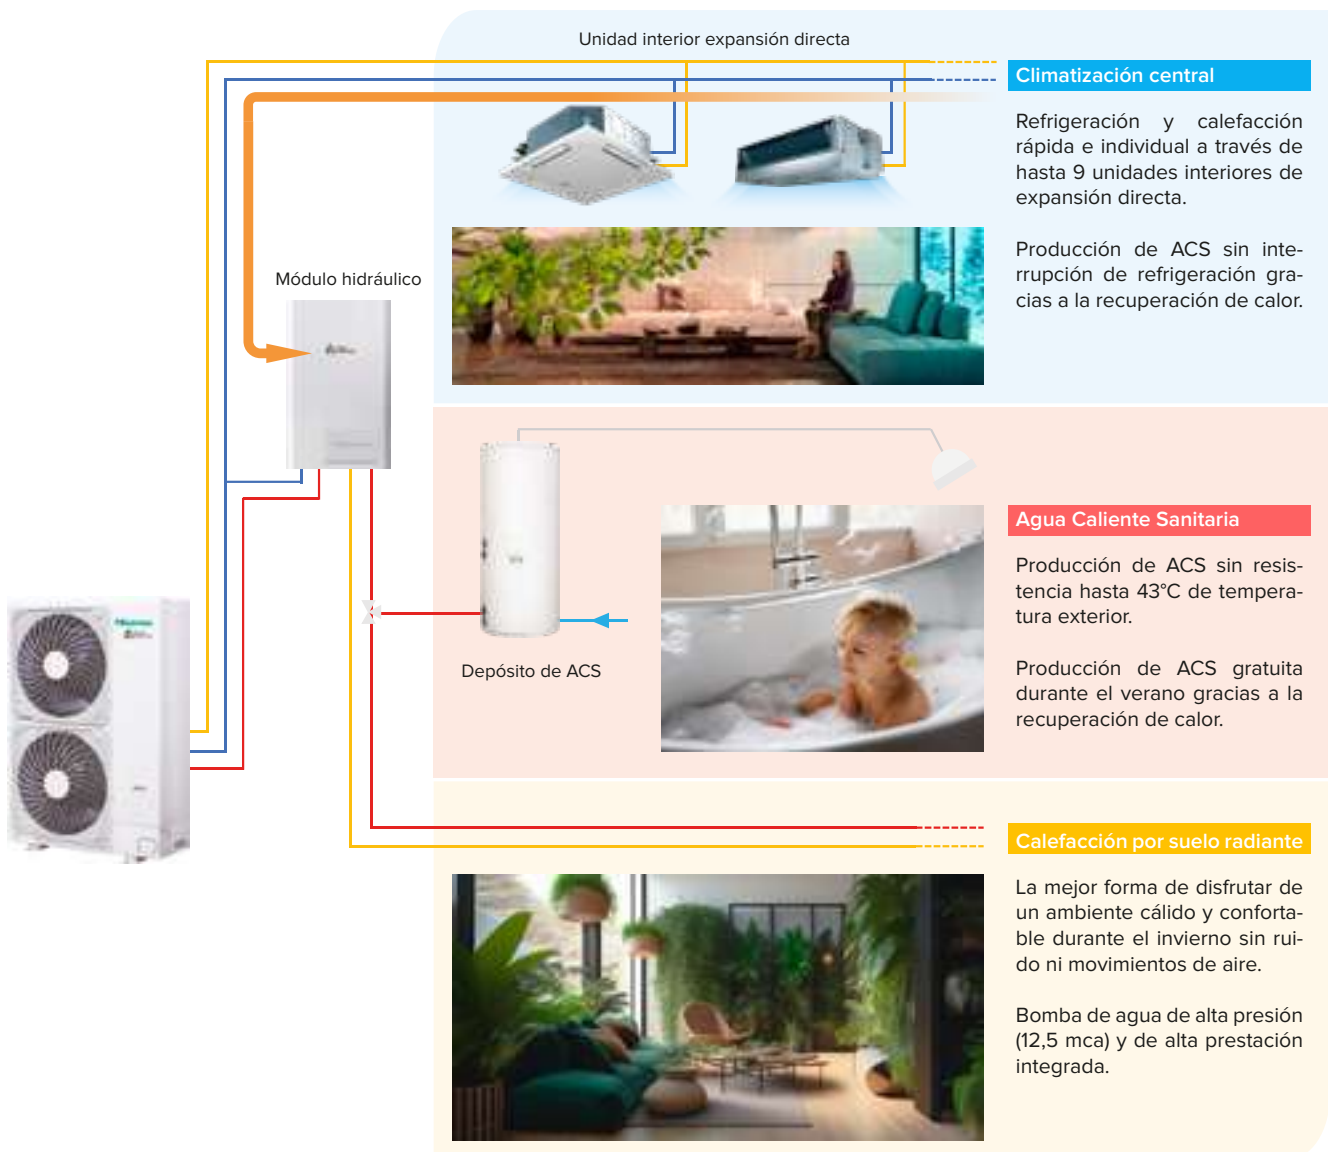 Unidad interior expansión directa
Climatización central
Refrigeración y calefacción
rápida e individual a través de
hasta 9 unidades interiores de
expansión directa.
Producción de ACS sin inte-
rrupción de refrigeración gra-
cias a la recuperación de calor.
Módulo hidráulico
Agua Caliente Sanitaria
Producción de ACS sin resis-
tencia hasta 43°C de tempera-
tura exterior.
Producción de ACS gratuita
durante el verano gracias a la
recuperación de calor.
Depósito de ACS
Hisense
Calefacción por suelo radiante
La mejor forma de disfrutar de
un ambiente cálido y conforta-
ble durante el invierno sin rui-
do ni movimientos de aire.
Bomba de agua de alta presión
(12,5 mca) y de alta prestación
integrada.